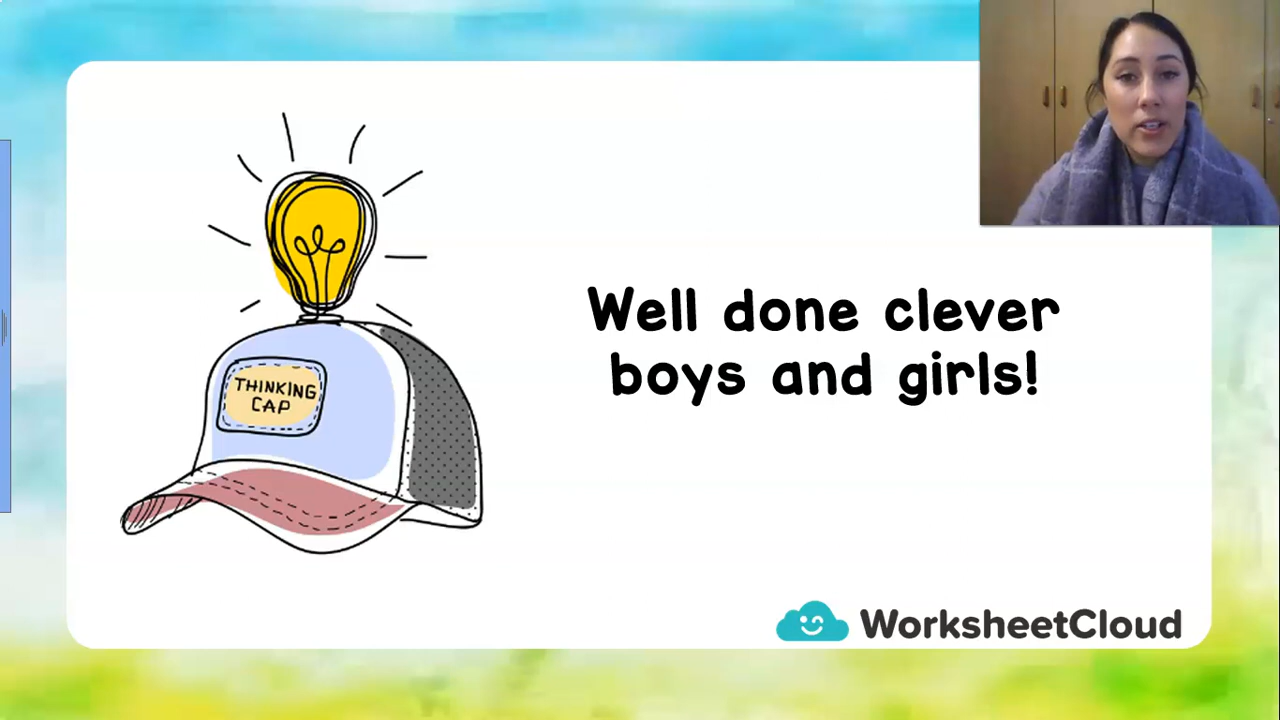 THINKING
CAP
Well done clever
boys and girls!
WorksheetCloud